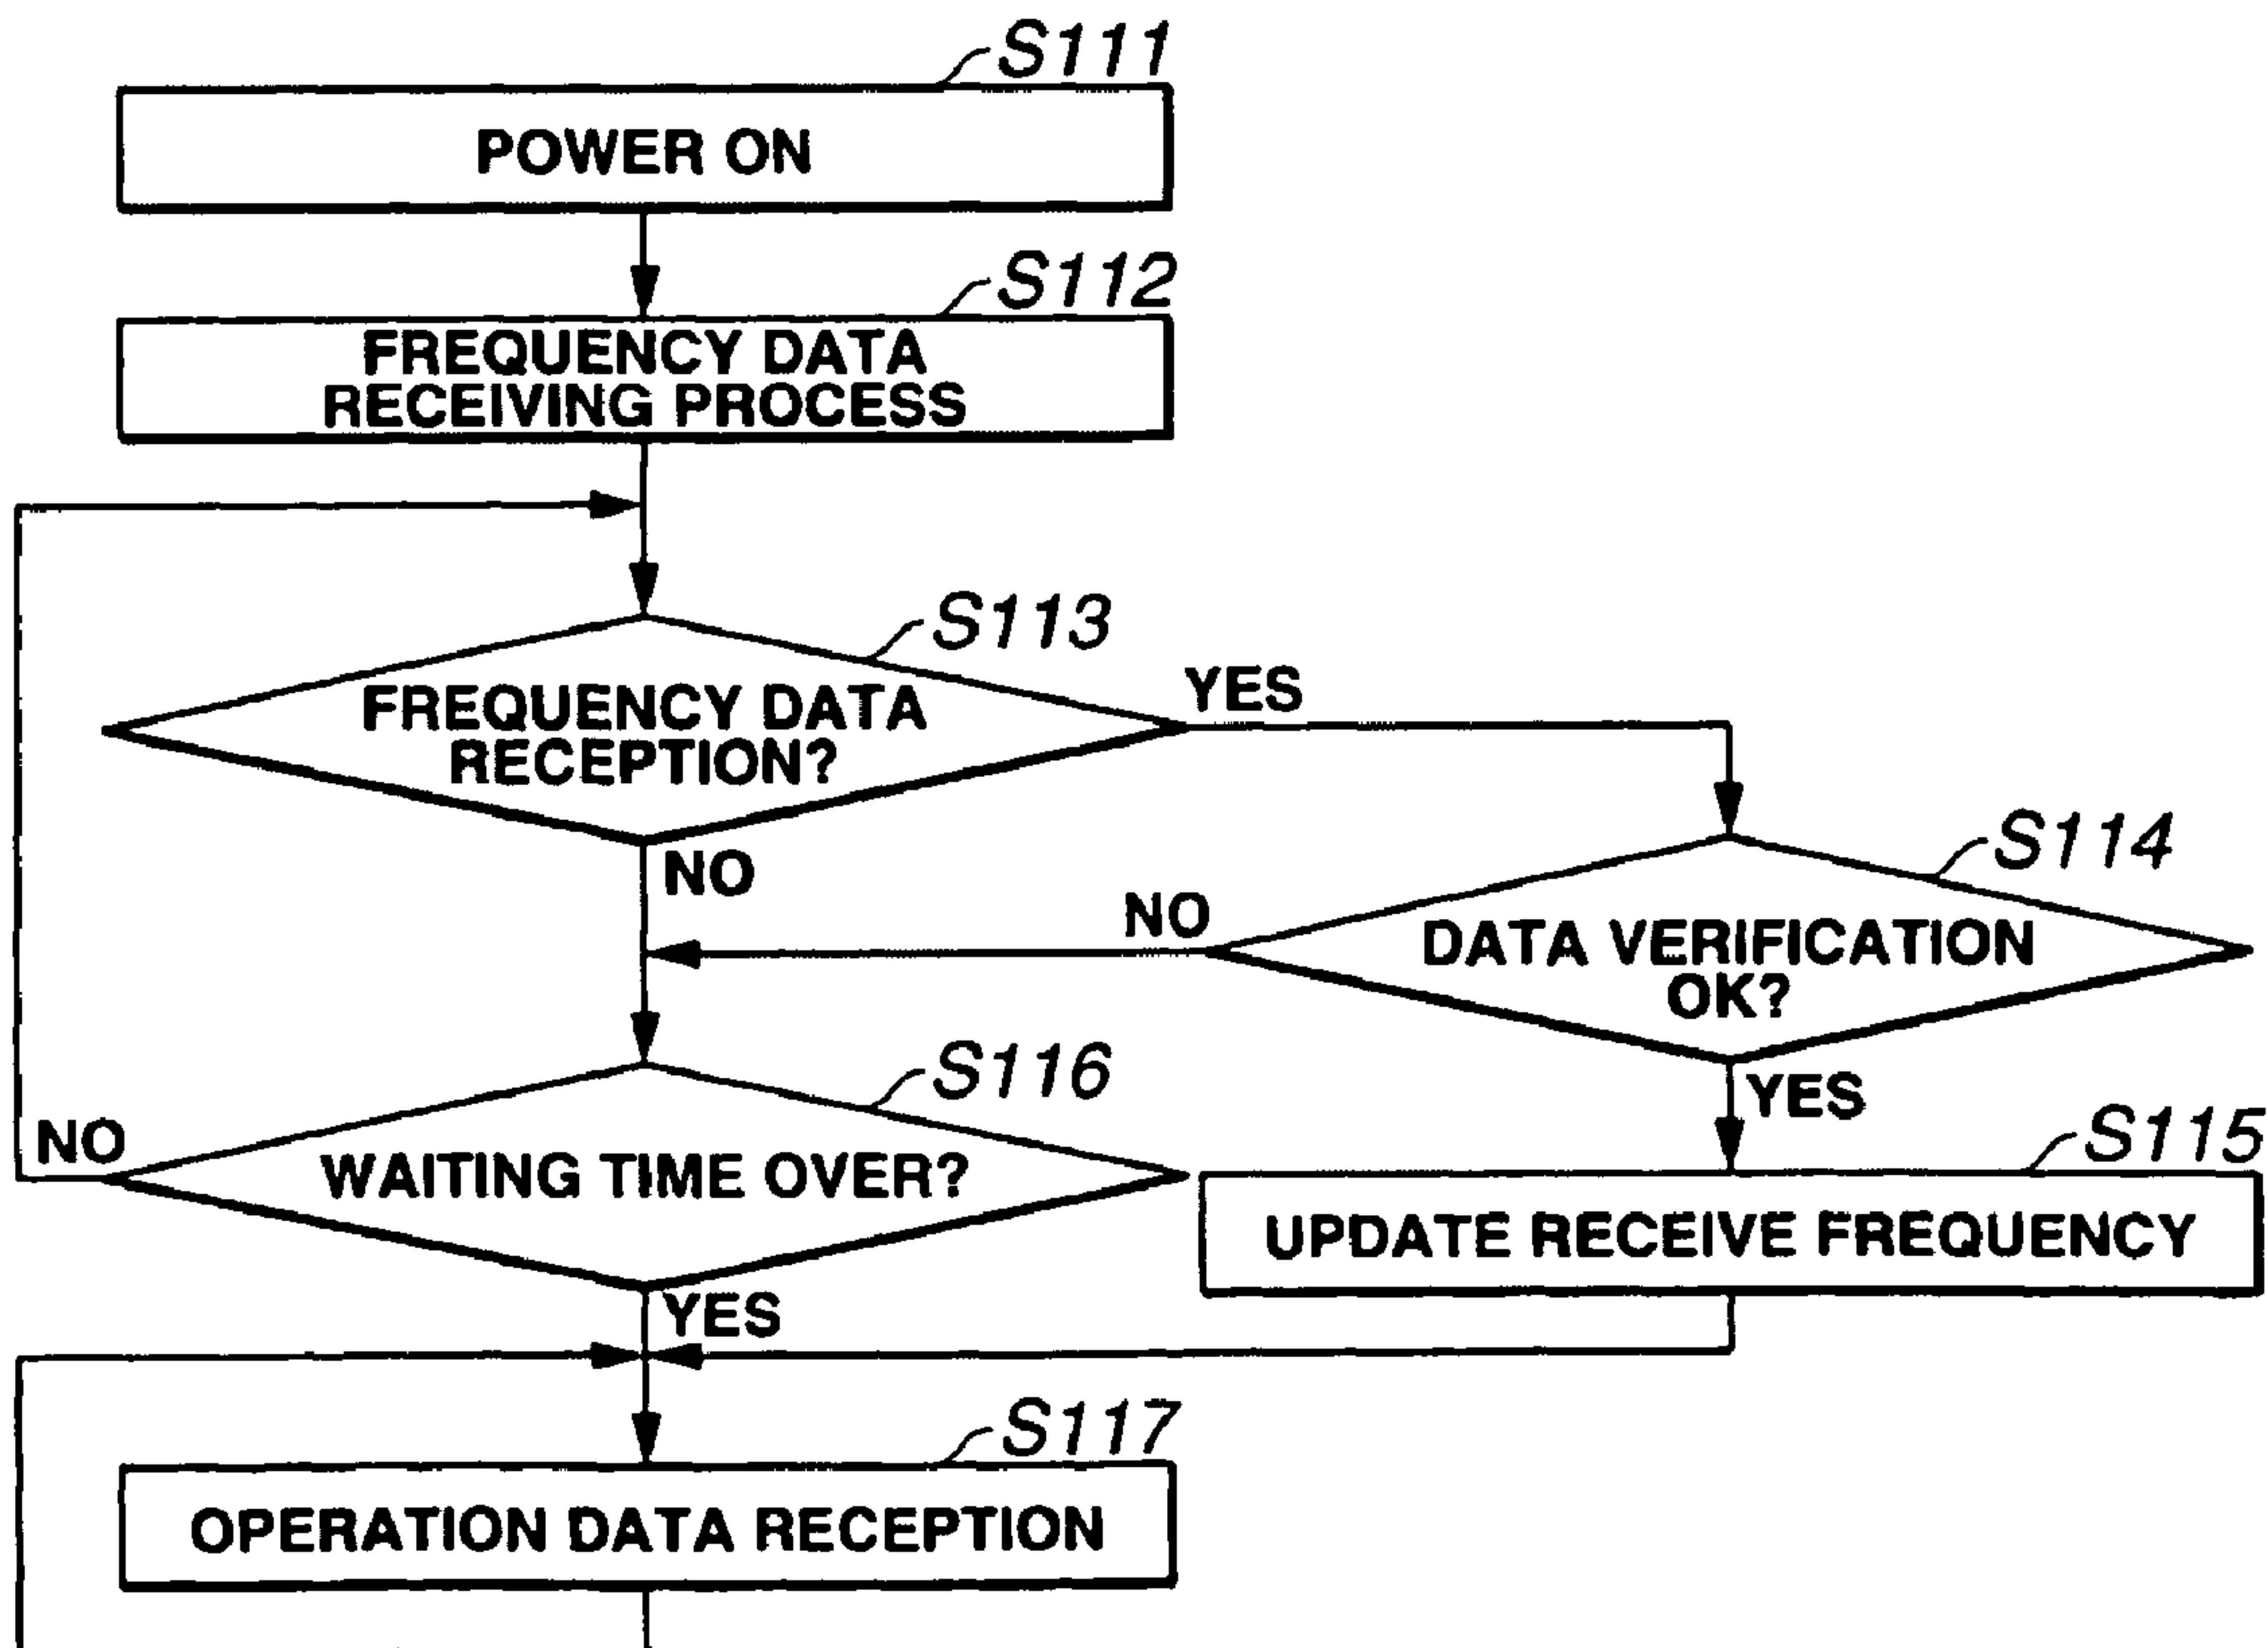 S111
POWER ON
S112
FREQUENCY DATA
RECEIVING PROCESS
S113
FREQUENCY DATA
RECEPTION?
YES
NO
S114
DATA VERIFICATION
OK?
NO
YES
S116
WAITING TIME OVER?
NO
YES
S115
UPDATE RECEIVE FREQUENCY
S117
OPERATION DATA RECEPTION